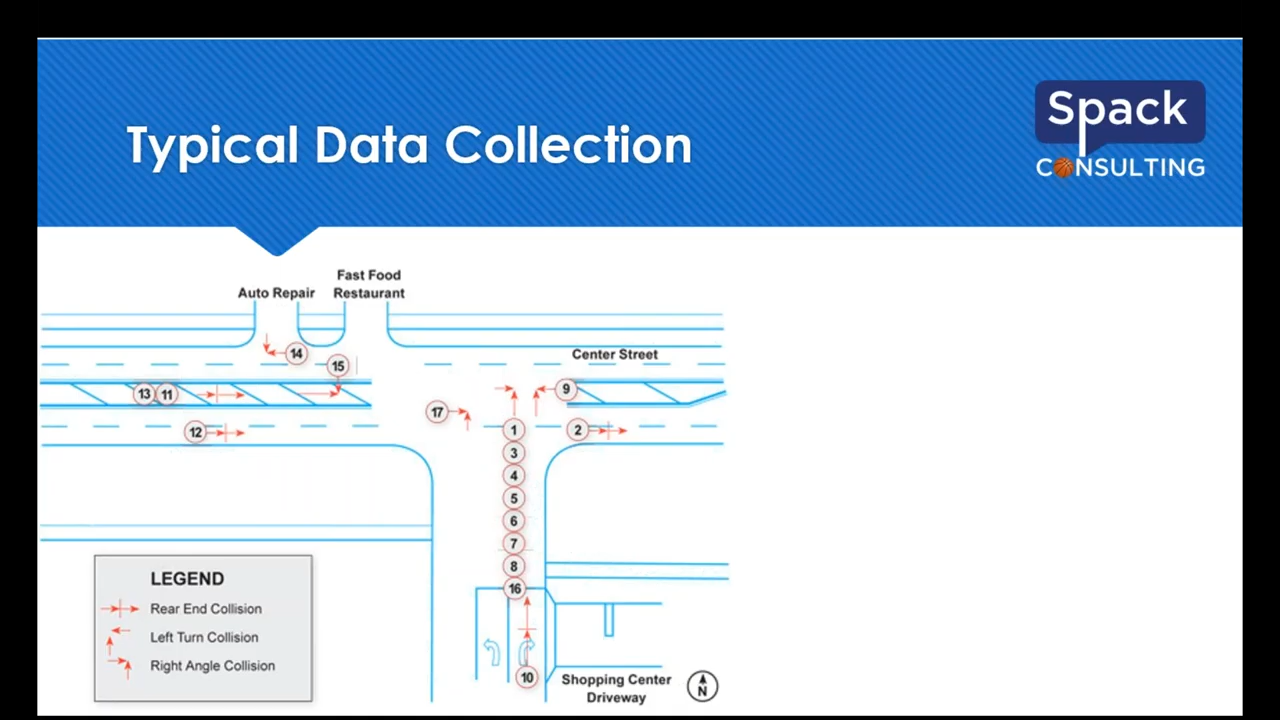 Typical Data Collection
Spack
CONSULTING
Fast Food
Restaurant
Auto Repair
Center Street
14
15
13 11
9
17
12
1
2
3
4
5
6
7
8
16
10
LEGEND
Rear End Collision
Left Turn Collision
Right Angle Collision
Shopping Center
Driveway
N